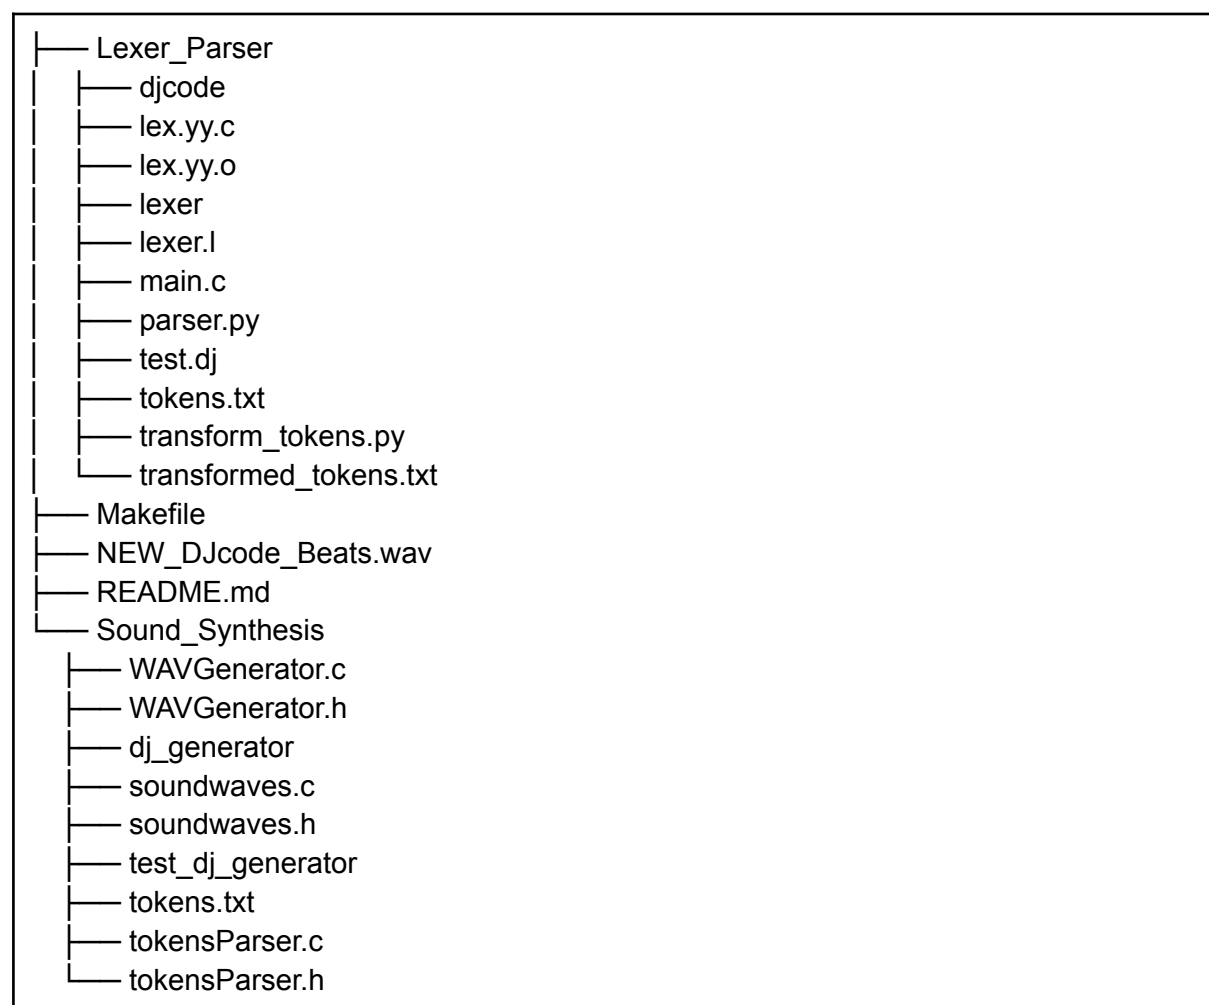 ├── Lexer_Parser
│   ├── djcode
│   ├── lex.yy.c
│   ├── lex.yy.o
│   ├── lexer
│   ├── lexer.l
│   ├── main.c
│   ├── parser.py
│   ├── test.dj
│   ├── tokens.txt
│   ├── transform_tokens.py
│   └── transformed_tokens.txt
├── Makefile
├── NEW_DJcode_Beats.wav
├── README.md
└── Sound_Synthesis
    ├── WAVGenerator.c
    ├── WAVGenerator.h
    ├── dj_generator
    ├── soundwaves.c
    ├── soundwaves.h
    ├── test_dj_generator
    ├── tokens.txt
    ├── tokensParser.c
    └── tokensParser.h